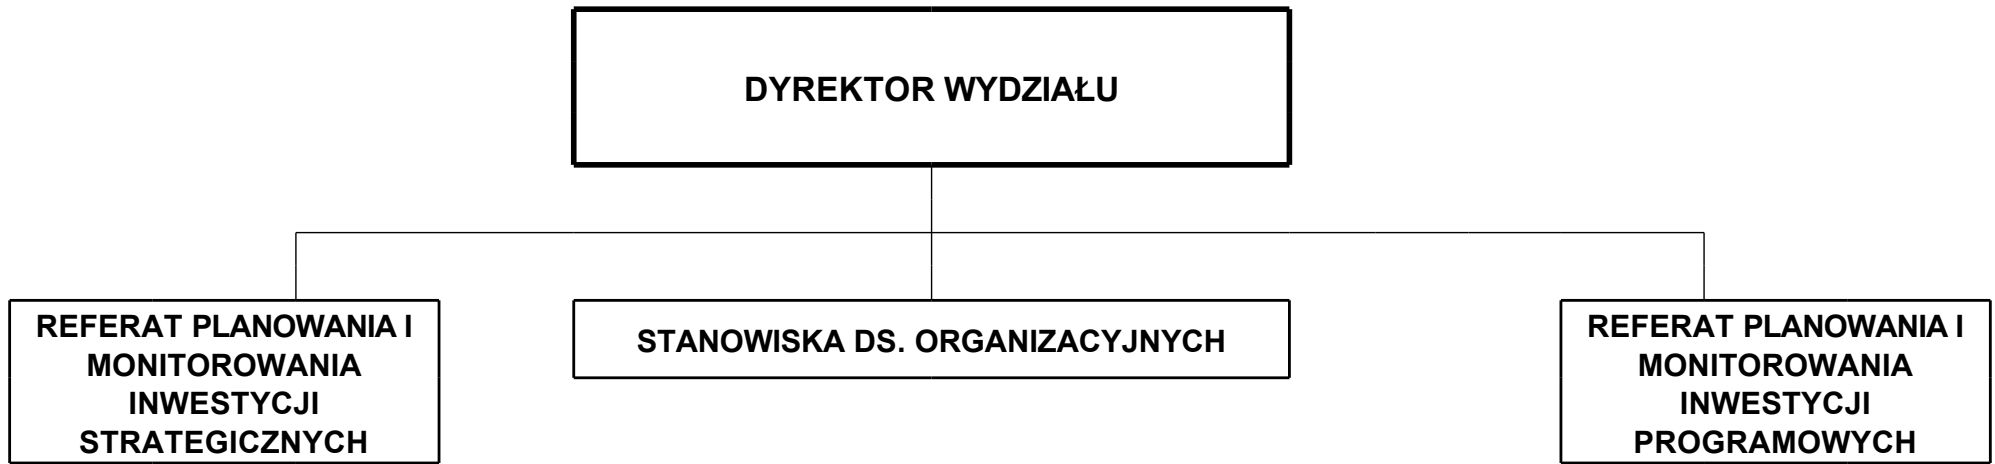 DYREKTOR WYDZIAŁU
REFERAT PLANOWANIA I
MONITOROWANIA
INWESTYCJI
STRATEGICZNYCH
STANOWISKA DS. ORGANIZACYJNYCH
REFERAT PLANOWANIA I
MONITOROWANIA
INWESTYCJI
PROGRAMOWYCH